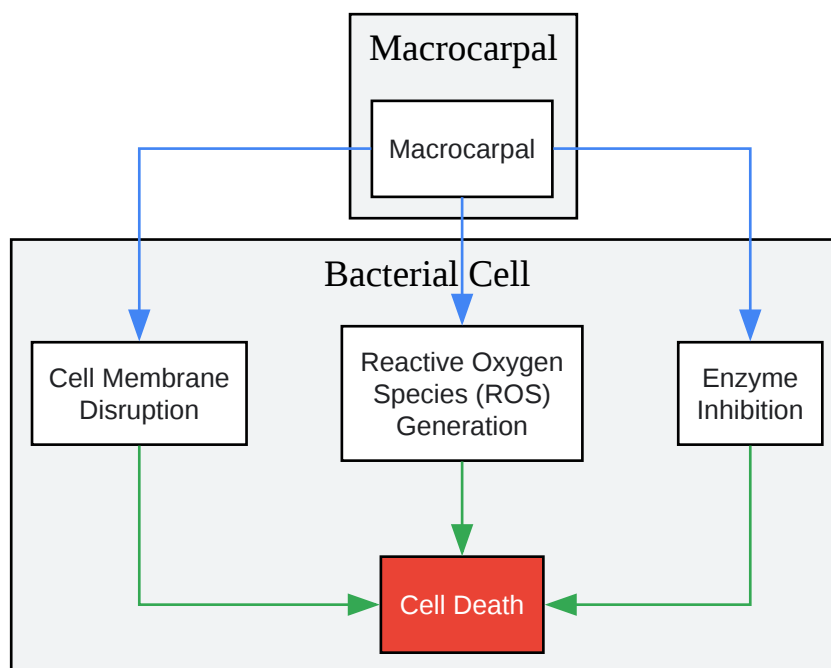 Macrocarpal
Macrocarpal
Bacterial Cell
Cell Membrane
Disruption
Reactive Oxygen
Species (ROS)
Generation
Enzyme
Inhibition
Cell Death